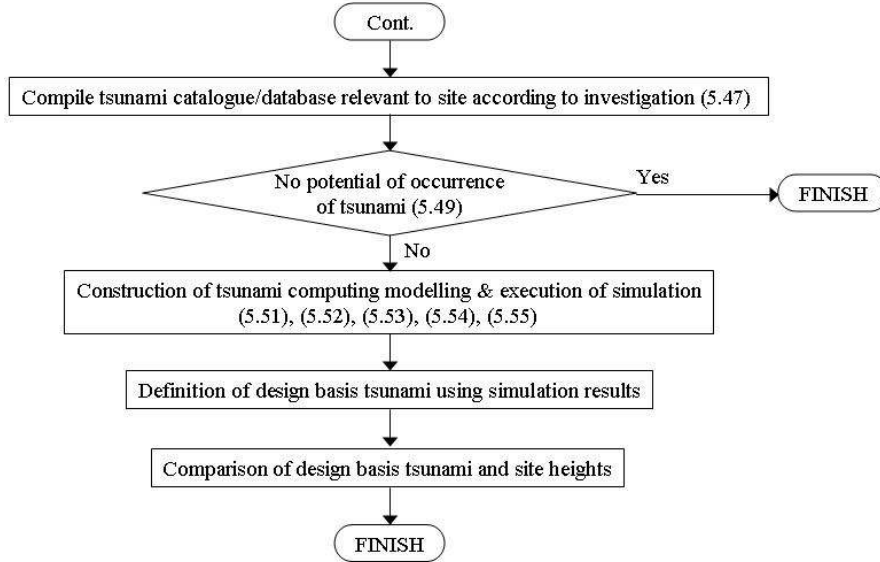 Cont.
Compile tsunami catalogue/database relevant to site according to investigation (5.47)
No potential of occurrence
of tsunami (5.49)
Yes
FINISH
No
Construction of tsunami computing modelling & execution of simulation
(5.51), (5.52), (5.53), (5.54), (5.55)
Definition of design basis tsunami using simulation results
Comparison of design basis tsunami and site heights
FINISH